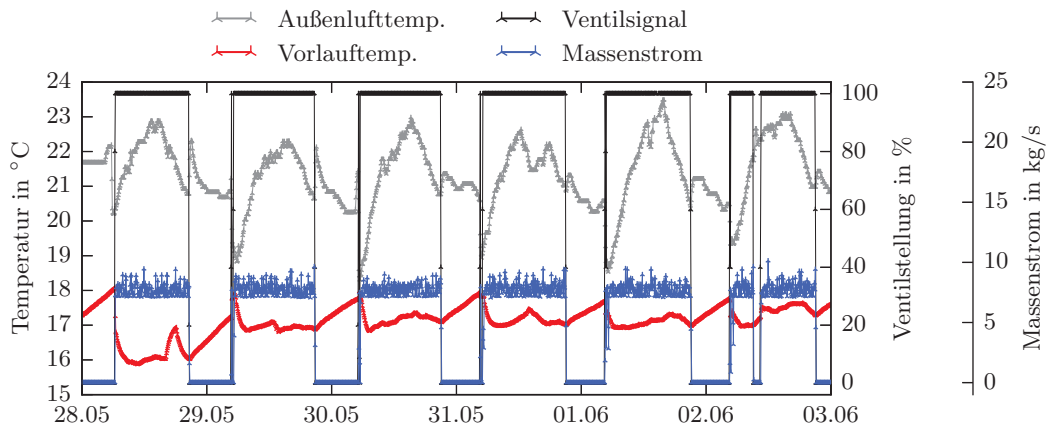 Außenlufttemp.
Ventilsignal
Vorlauftemp.
Massenstrom
24
23
22
21
20
19
18
17
16
15
Temperatur in °C
100
80
60
40
20
0
Ventilstellung in %
25
20
15
10
5
0
Massenstrom in kg/s
28.05 29.05 30.05 31.05 01.06 02.06 03.06